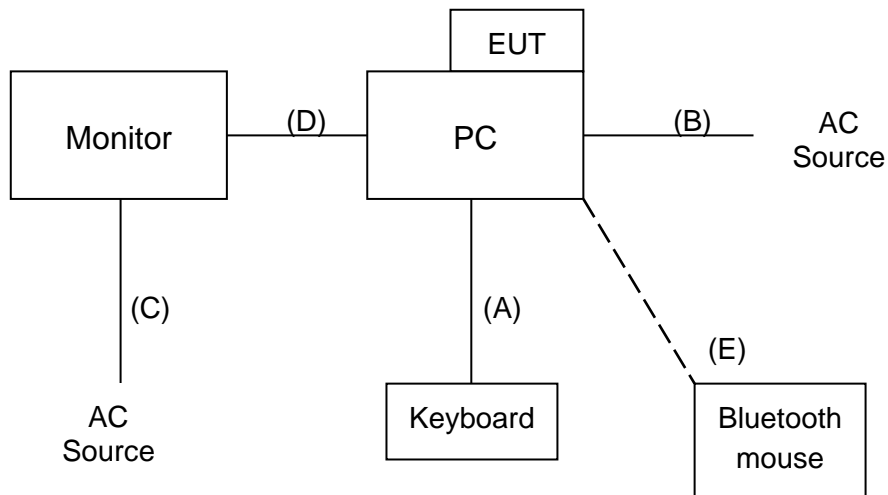 EUT
Monitor
(D)
PC
(B)
AC
Source
(C)
(A)
(E)
AC
Source
Keyboard
Bluetooth
mouse